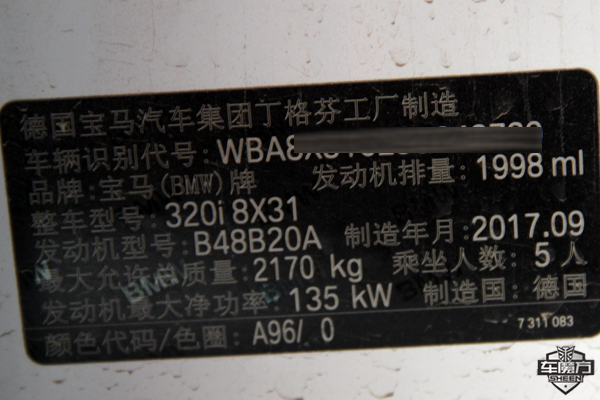 德国宝马汽车集团丁格芬工厂制造
车辆识别代号: WBA8X
品牌: 宝马(BMW)牌 发动机排量: 1998 ml
整车型号: 320i 8X31
发动机型号: B48B20A 制造年月: 2017.09
最大允许总质量: 2170 kg 乘坐人数: 5 人
发动机最大净功率: 135 kW 制造国: 德国
颜色代码/色圈: A96/ 0
7 311 083
车魔方
SHEEN